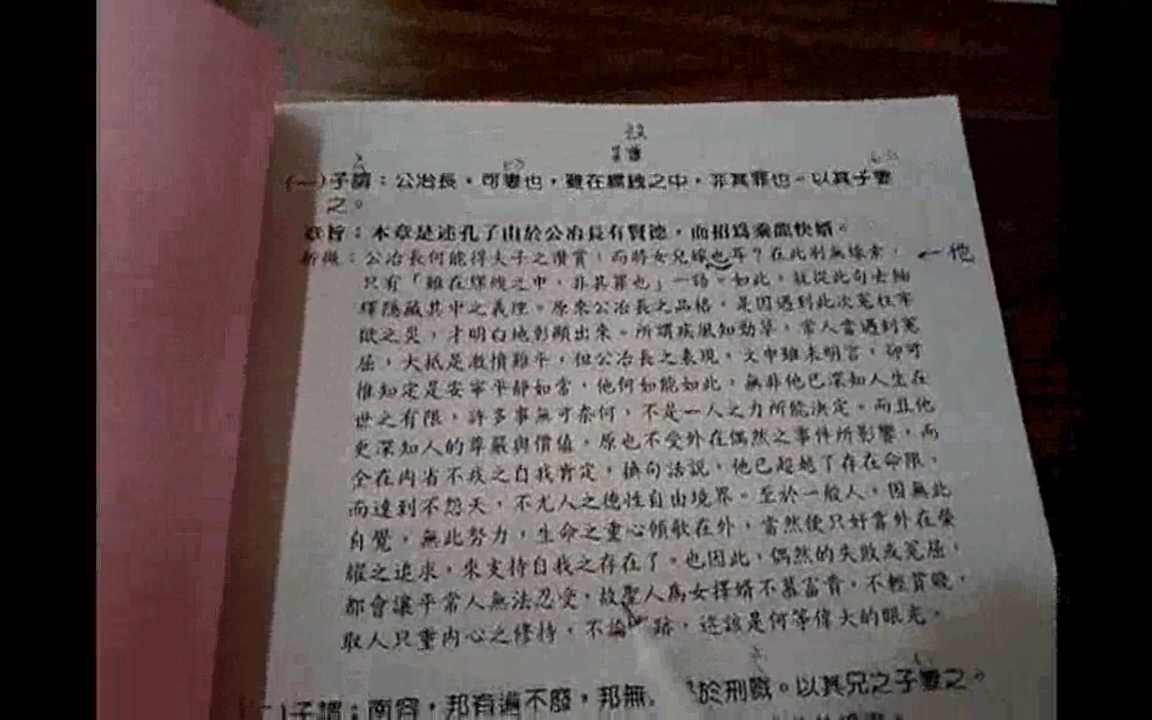 (一)子謂:公冶長,可妻也,雖在縲絏之中,非其罪也。以其子妻
之。
章旨:本章是述孔子由於公冶長有賢德,而招為乘龍快婿。
析微:公冶長何能得夫子之讚賞,而將女兒嫁也耳?在此別無線索,
←他
只有「雖在縲絏之中,非其罪也」一語。如此,就從此句去抽
繹隱藏其中之義理。原來公冶長之品格,是因遇到此次冤枉牢
獄之災,才明白地彰顯出來。所謂疾風知勁草,常人當遇到冤
屈,大抵是激憤難平,但公冶長之表現,文中雖未明言,卻可
推知定是安寧平靜如常,他何如能如此,無非他已深知人生在
世之有限,許多事無可奈何,不是一人之力所能決定。而且他
更深知人的尊嚴與價值,原也不受外在偶然之事件所影響,而
全在內省不疚之自我肯定,換句話說,他已超越了存在命限,
而達到不怨天,不尤人之德性自由境界。至於一般人,因無此
自覺,無此努力,生命之重心傾欹在外,當然便只好靠外在榮
耀之追求,來支持自我之存在了。也因此,偶然的失敗或冤屈,
都會讓平常人無法忍受,故聖人為女擇婿不慕富貴,不輕貧賤,
取人只重內心之修持,不論 跡,這該是何等偉大的眼光。
)子謂:南容,邦有道不廢,邦無 於刑戮。以其兄之子妻之。